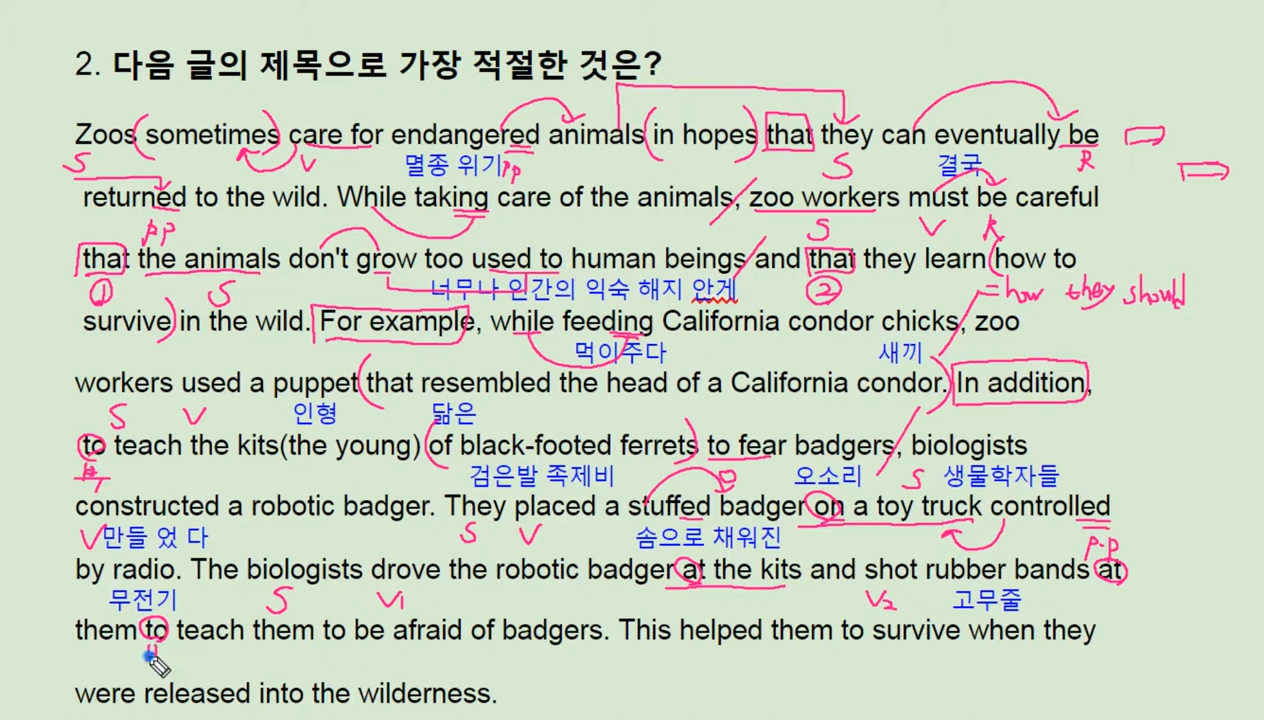 2. 다음 글의 제목으로 가장 적절한 것은?
Zoos sometimes care for endangered animals in hopes that they can eventually be
S V 멸종 위기 pp S 결국 R
returned to the wild. While taking care of the animals, zoo workers must be careful
pp S V R
that the animals don't grow too used to human beings and that they learn how to
① S 너무나 인간의 익숙 해지 안게 ② = how they should
survive in the wild. For example, while feeding California condor chicks, zoo
먹이주다 새끼
workers used a puppet that resembled the head of a California condor. In addition,
S V 인형 닮은
to teach the kits(the young) of black-footed ferrets to fear badgers, biologists
검은발 족제비 오소리 S 생물학자들
constructed a robotic badger. They placed a stuffed badger on a toy truck controlled
V 만들 었 다 S V 솜으로 채워진 p.p
by radio. The biologists drove the robotic badger at the kits and shot rubber bands at
무전기 S V1 V2 고무줄
them to teach them to be afraid of badgers. This helped them to survive when they
were released into the wilderness.